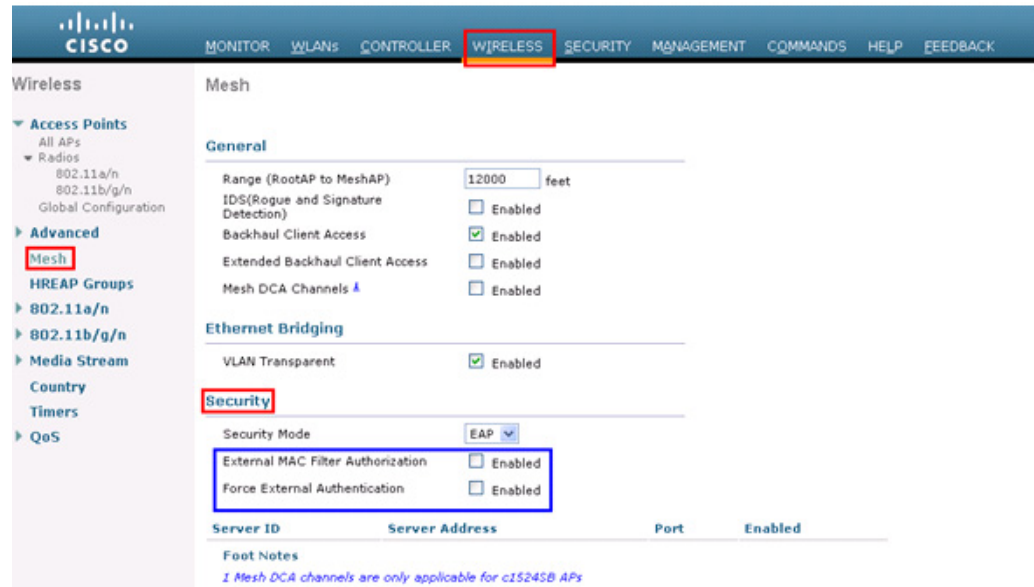 CISCO
MONITOR WLANs CONTROLLER WIRELESS SECURITY MANAGEMENT COMMANDS HELP FEEDBACK
Wireless
Access Points
All APs
Radios
802.11a/n
802.11b/g/n
Global Configuration
Advanced
Mesh
HREAP Groups
802.11a/n
802.11b/g/n
Media Stream
Country
Timers
QoS
Mesh
General
Range (RootAP to MeshAP) 12000 feet
IDS(Rogue and Signature
Detection) Enabled
Backhaul Client Access Enabled
Extended Backhaul Client Access Enabled
Mesh DCA Channels 1 Enabled
Ethernet Bridging
VLAN Transparent Enabled
Security
Security Mode EAP
External MAC Filter Authorization Enabled
Force External Authentication Enabled
Server ID Server Address Port Enabled
Foot Notes
1 Mesh DCA channels are only applicable for c1524SB APs